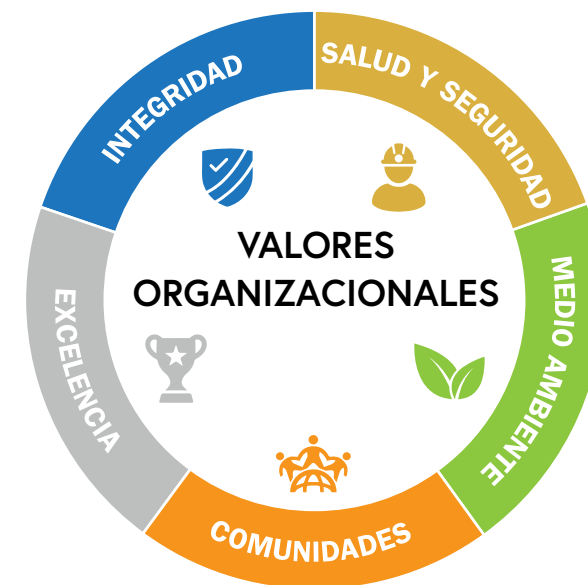 INTEGRIDAD
SALUD Y SEGURIDAD
VALORES
ORGANIZACIONALES
MEDIO AMBIENTE
EXCELENCIA
COMUNIDADES